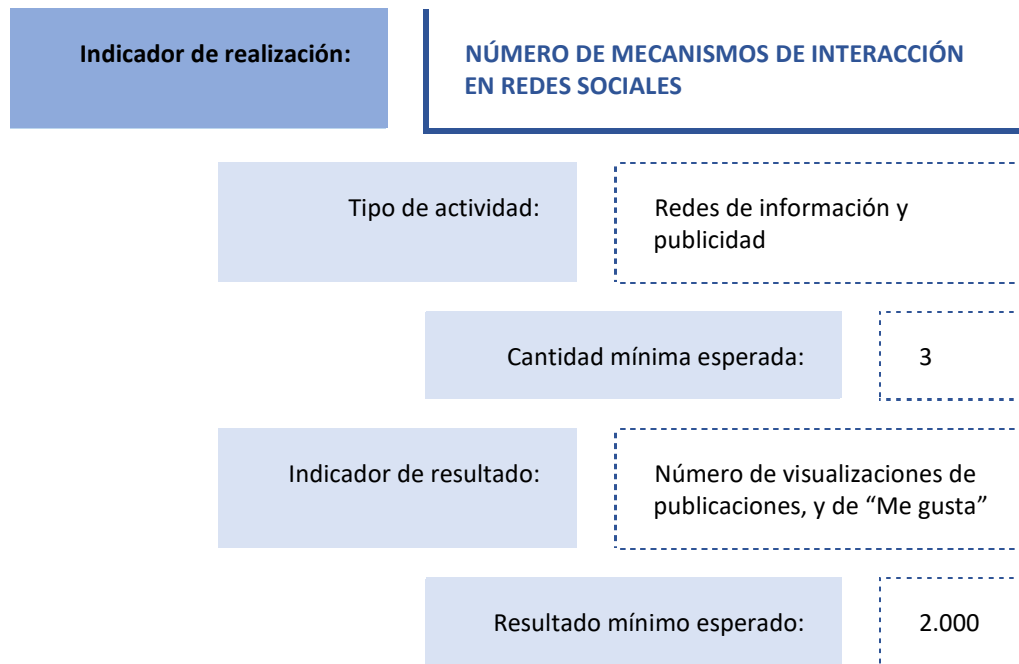 Indicador de realización:
NÚMERO DE MECANISMOS DE INTERACCIÓN
EN REDES SOCIALES
Tipo de actividad:
Redes de información y
publicidad
Cantidad mínima esperada:
3
Indicador de resultado:
Número de visualizaciones de
publicaciones, y de “Me gusta”
Resultado mínimo esperado:
2.000